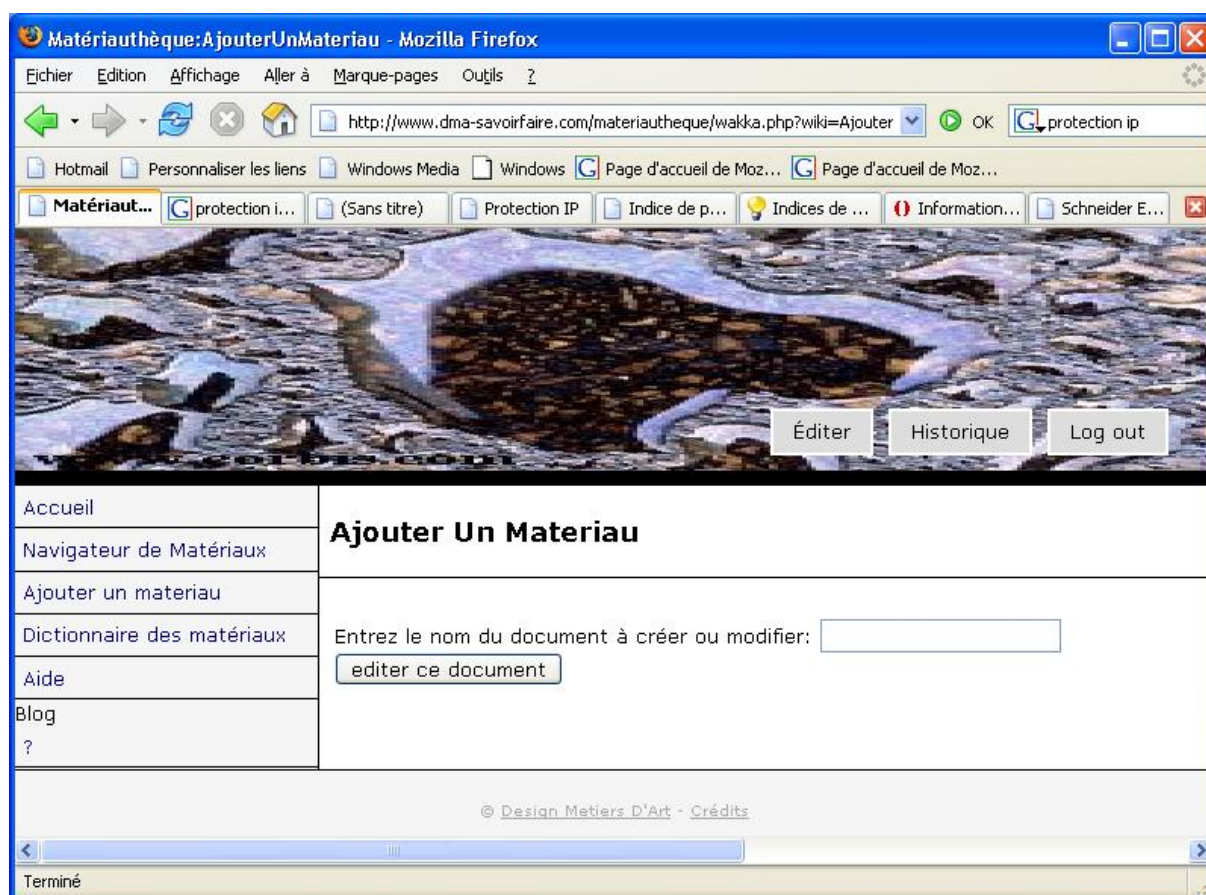 Matériauthèque:AjouterUnMateriau - Mozilla Firefox
Fichier Edition Affichage Aller à Marque-pages Outils ?
http://www.dma-savoirfaire.com/materiautheque/wakka.php?wiki=Ajouter OK G protection ip
Hotmail Personnaliser les liens Windows Media Windows G Page d'accueil de Moz... G Page d'accueil de Moz...
Matériaut... G protection i... (Sans titre) Protection IP Indice de p... Indices de ... Information... Schneider E...
Éditer Historique Log out
Accueil
Ajouter Un Materiau
Navigateur de Matériaux
Ajouter un materiau
Dictionnaire des matériaux
Entrez le nom du document à créer ou modifier:
editer ce document
Aide
Blog
?
© Design Metiers D'Art - Crédits
Terminé